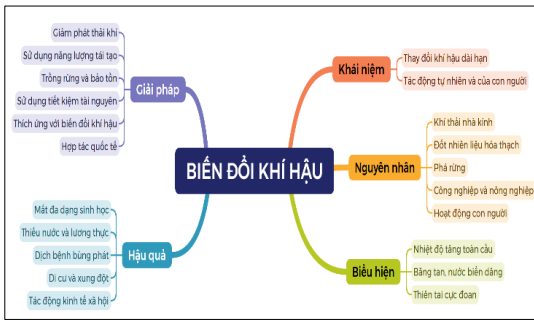 BIẾN ĐỔI KHÍ HẬU
Khái niệm
Thay đổi khí hậu dài hạn
Tác động tự nhiên và của con người
Nguyên nhân
Khí thải nhà kính
Đốt nhiên liệu hóa thạch
Phá rừng
Công nghiệp và nông nghiệp
Hoạt động con người
Biểu hiện
Nhiệt độ tăng toàn cầu
Băng tan, nước biển dâng
Thiên tai cực đoan
Giải pháp
Giảm phát thải khí
Sử dụng năng lượng tái tạo
Trồng rừng và bảo tồn
Sử dụng tiết kiệm tài nguyên
Thích ứng với biến đổi khí hậu
Hợp tác quốc tế
Hậu quả
Mất đa dạng sinh học
Thiếu nước và lương thực
Dịch bệnh bùng phát
Di cư và xung đột
Tác động kinh tế xã hội